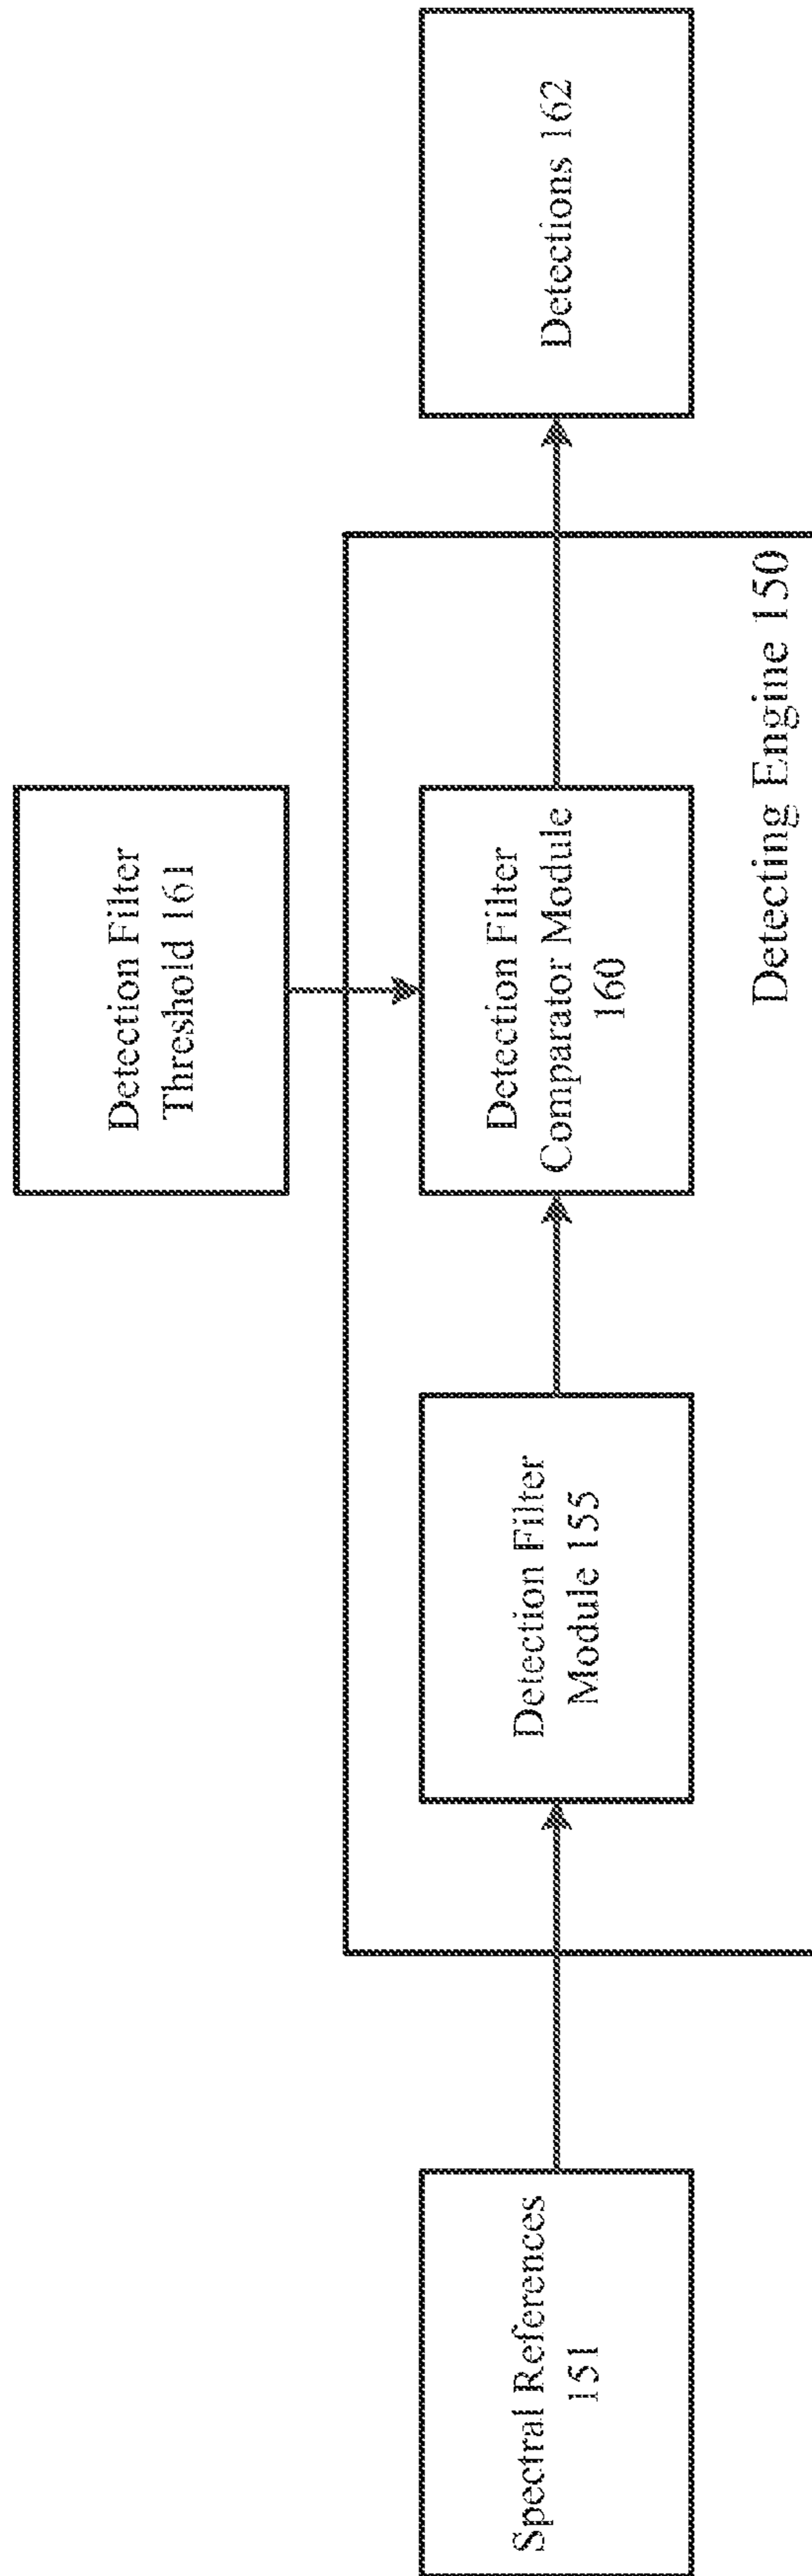 Detection Filter
Threshold 161
Spectral References
151
Detection Filter
Module 155
Detection Filter
Comparator Module
160
Detections 162
Detecting Engine 150